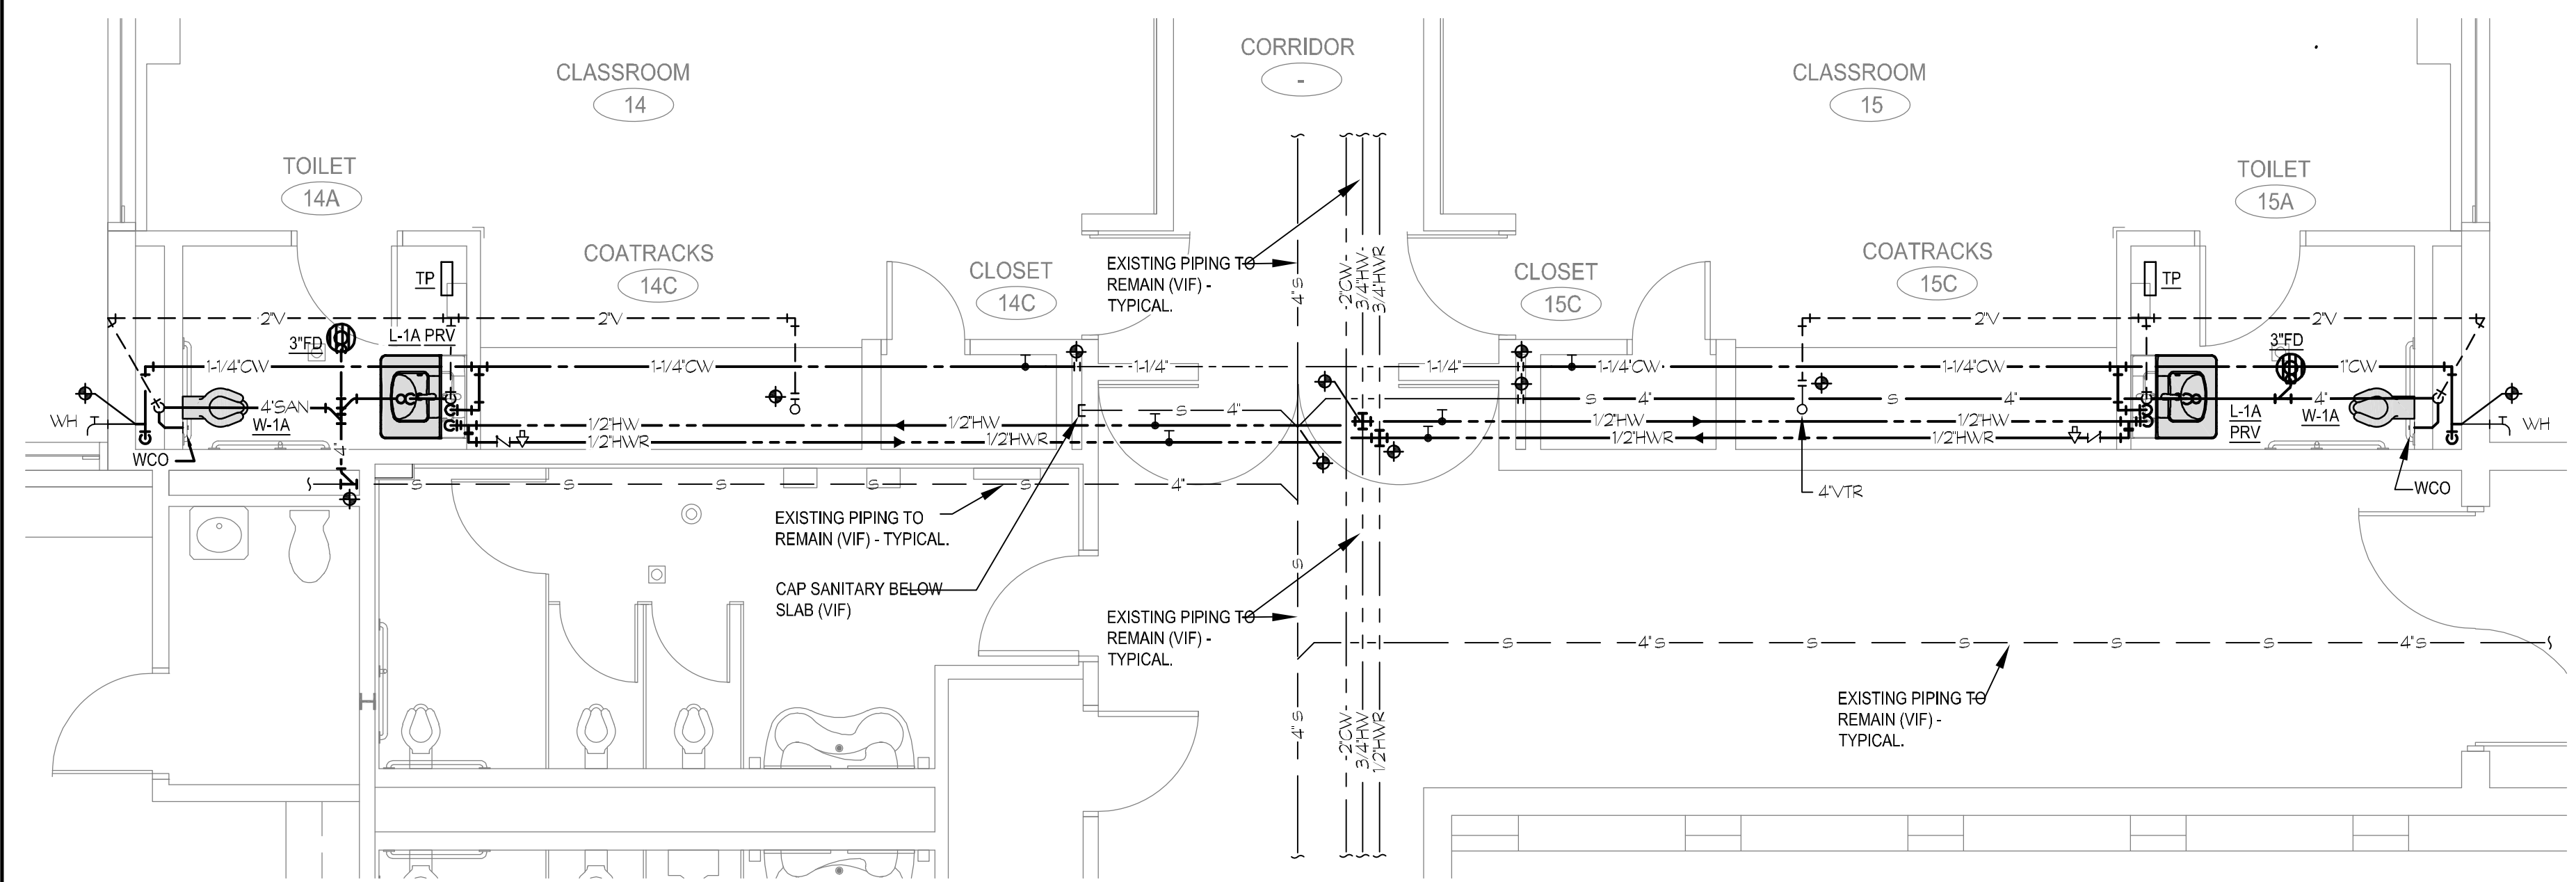 CORRIDOR
-
CLASSROOM
14
CLASSROOM
15
TOILET
14A
TOILET
15A
COATRACKS
14C
CLOSET
14C
EXISTING PIPING TO
REMAIN (VIF) -
TYPICAL.
4"S
2"CW
3/4"HW
3/4"HWR
CLOSET
15C
COATRACKS
15C
TP
TP
2"V
2"V
2"V
2"V
3"FD
L-1A PRV
3"FD
1-1/4"CW
1-1/4"CW
1-1/4"
1-1/4"
1-1/4"CW
1-1/4"CW
1"CW
4"SAN
W-1A
S
4"
S
4"
S
4"
S
4"
L-1A
PRV
W-1A
WH
WH
1/2"HW
1/2"HW
1/2"HW
1/2"HW
1/2"HWR
1/2"HWR
1/2"HWR
1/2"HWR
4"
WCO
WCO
S
S
S
S
S
4"
4"VTR
EXISTING PIPING TO
REMAIN (VIF) - TYPICAL.
CAP SANITARY BELOW
SLAB (VIF)
S
EXISTING PIPING TO
REMAIN (VIF) -
TYPICAL.
S
4"S
S
S
S
S
4"S
EXISTING PIPING TO
REMAIN (VIF) -
TYPICAL.
4"S
2"CW
3/4"HW
1/2"HWR